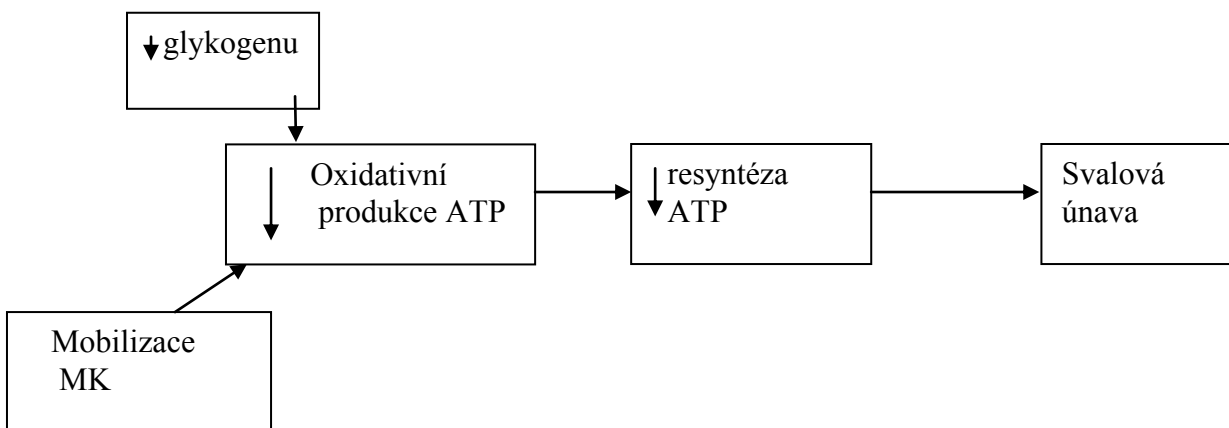 glykogenu
Oxidativní
produkce ATP
resyntéza
ATP
Svalová
únava
Mobilizace
MK